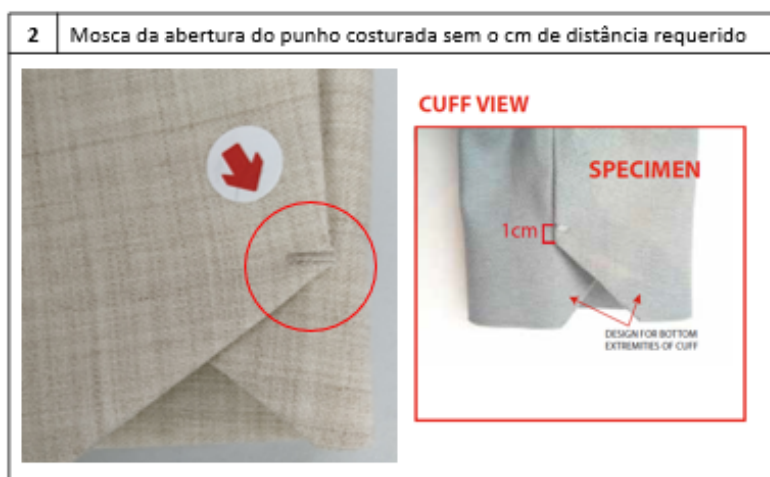 2 Mosca da abertura do punho costurada sem o cm de distância requerido
CUFF VIEW
SPECIMEN
1cm
DESIGN FOR BOTTOM
EXTREMITIES OF CUFF